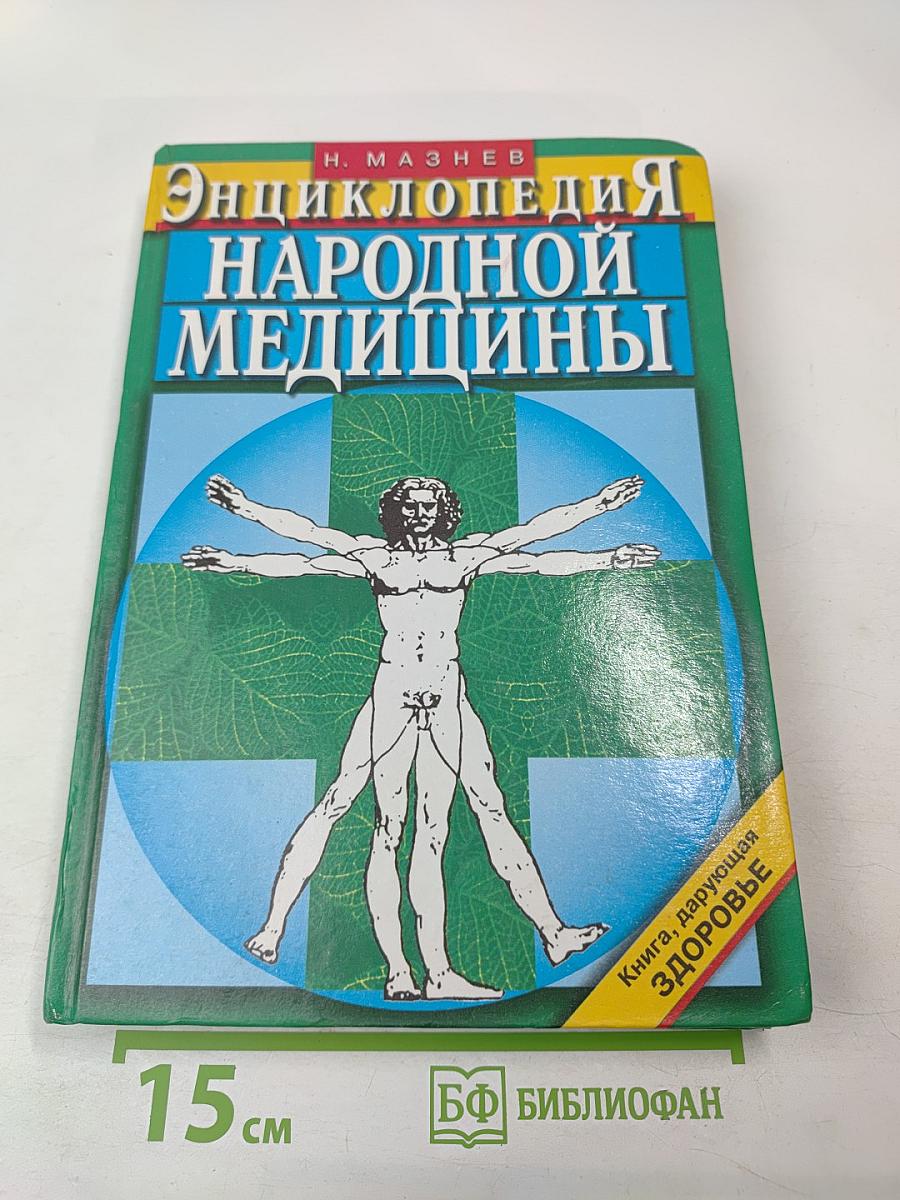 Н. МАЗНЕВ
ЭНЦИКЛОПЕДИЯ
НАРОДНОЙ
МЕДИЦИНЫ
Книга, дарующая
ЗДОРОВЬЕ
15 см
БФ БИБЛИОФАН